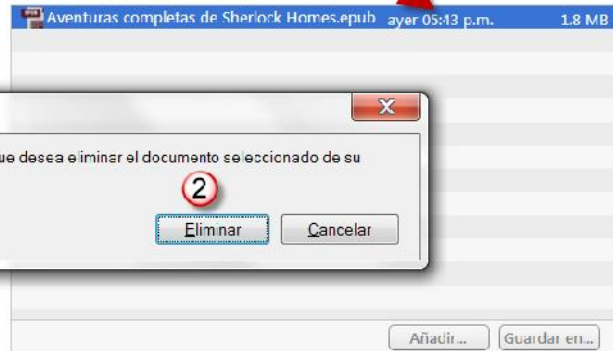 Aventuras completas de Sherlock Homes.epub ayer 05:43 p.m. 1.8 MB
X
ue desea eliminar el documento seleccionado de su
2
Eliminar Cancelar
Añadir... Guardar en...